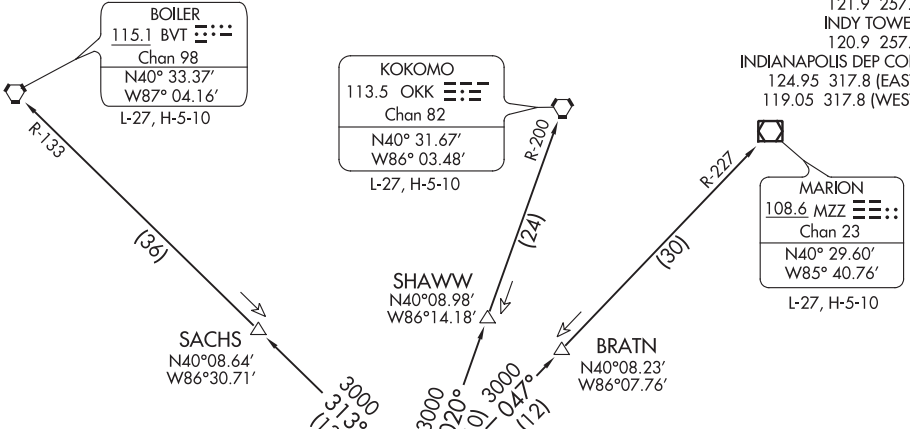 BOILER
115.1 BVT
Chan 98
N40° 33.37'
W87° 04.16'
L-27, H-5-10
KOKOMO
113.5 OKK
Chan 82
N40° 31.67'
W86° 03.48'
L-27, H-5-10
121.9 257.
INDY TOWE
120.9 257.
INDIANAPOLIS DEP CO
124.95 317.8 (EAS
119.05 317.8 (WES
MARION
108.6 MZZ
Chan 23
N40° 29.60'
W85° 40.76'
L-27, H-5-10
R-133
R-200
R-227
(36)
(24)
(30)
SHAWW
N40°08.98'
W86°14.18'
SACHS
N40°08.64'
W86°30.71'
BRATN
N40°08.23'
W86°07.76'
3000
313°
3000
020°
3000
047°
(12)